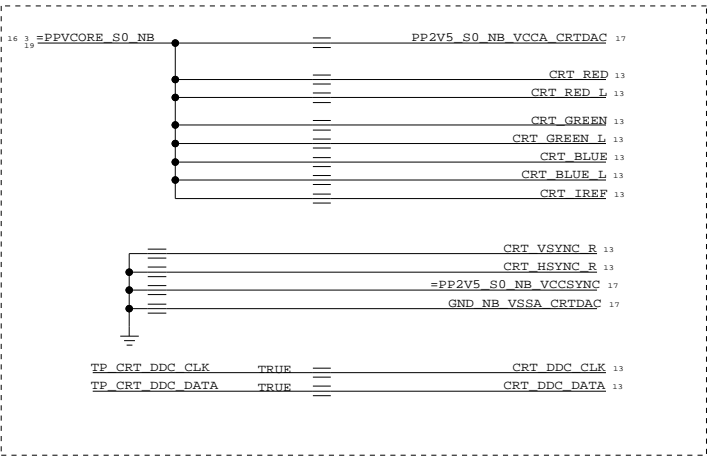 16 3 =PPVCORE_S0_NB PP2V5_S0_NB_VCCA_CRTDAC 17
19
CRT_RED 13
CRT_RED_L 13
CRT_GREEN 13
CRT_GREEN_L 13
CRT_BLUE 13
CRT_BLUE_L 13
CRT_IREF 13
CRT_VSYNC_R 13
CRT_HSYNC_R 13
=PP2V5_S0_NB_VCCSYNC 17
GND_NB_VSSA_CRTDAC 17
TP_CRT_DDC_CLK TRUE CRT_DDC_CLK 13
TP_CRT_DDC_DATA TRUE CRT_DDC_DATA 13